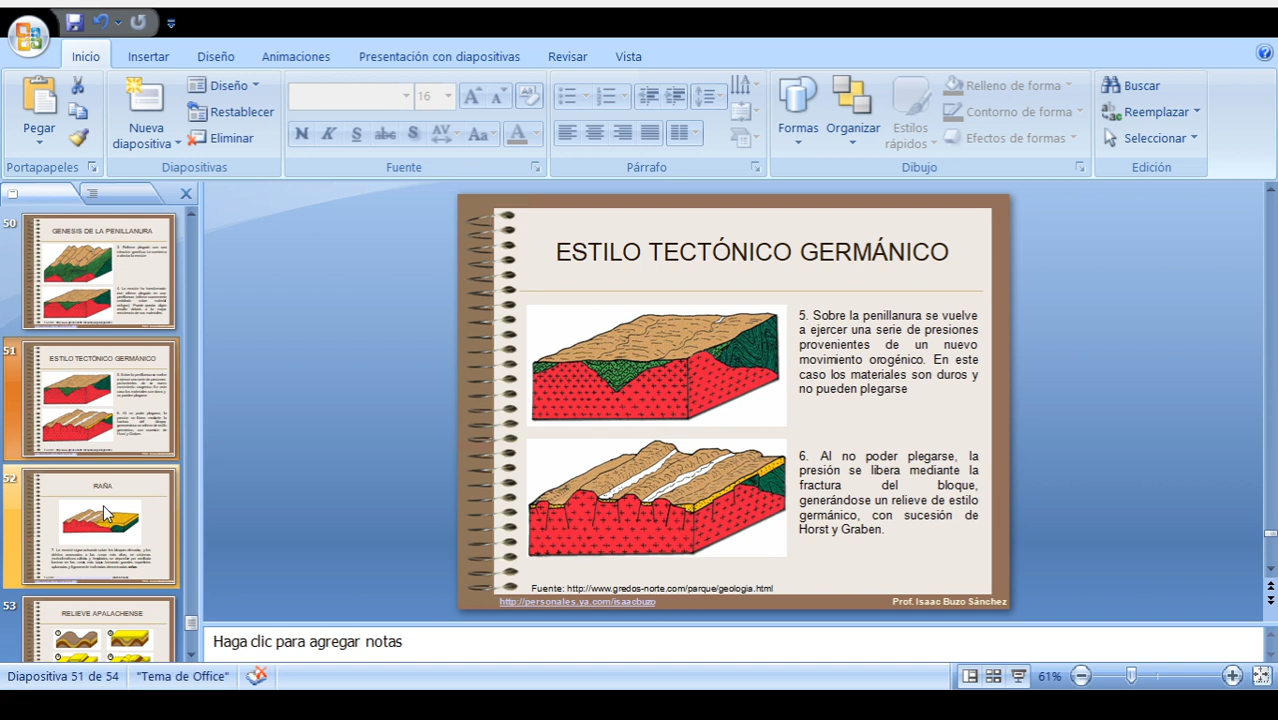 Inicio Insertar Diseño Animaciones Presentación con diapositivas Revisar Vista
Pegar
Portapapeles
Nueva
diapositiva
Diseño
Restablecer
Eliminar
Diapositivas
16
N K S abc S AV Aa A
Fuente
Párrafo
Formas
Organizar
Estilos
rápidos
Relleno de forma
Contorno de forma
Efectos de formas
Dibujo
Buscar
Reemplazar
Seleccionar
Edición
50
GENESIS DE LA PENILLANURA
51
ESTILO TECTÓNICO GERMÁNICO
52
RAÑA
53
RELIEVE APALACHENSE
ESTILO TECTÓNICO GERMÁNICO
5. Sobre la penillanura se vuelve
a ejercer una serie de presiones
provenientes de un nuevo
movimiento orogénico. En este
caso los materiales son duros y
no pueden plegarse
6. Al no poder plegarse, la
presión se libera mediante la
fractura del bloque,
generándose un relieve de estilo
germánico, con sucesión de
Horst y Graben.
Fuente: http://www.gredos-norte.com/parque/geologia.html
http://personales.ya.com/isaacbuzo
Prof. Isaac Buzo Sánchez
Haga clic para agregar notas
Diapositiva 51 de 54 "Tema de Office" 61%